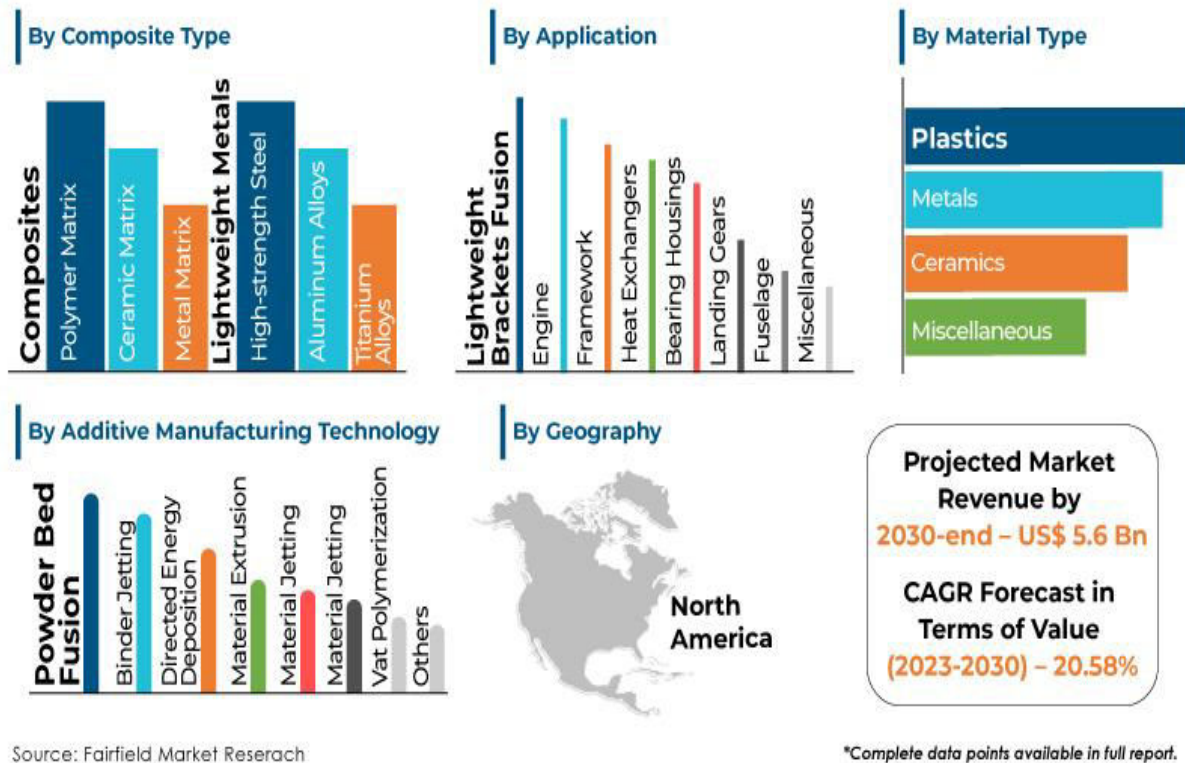 By Composite Type
Composites
Polymer Matrix
Ceramic Matrix
Metal Matrix
Lightweight Metals
High-strength Steel
Aluminum Alloys
Titanium
Alloys
By Application
Lightweight
Brackets Fusion
Engine
Framework
Heat Exchangers
Bearing Housings
Landing Gears
Fuselage
Miscellaneous
By Material Type
Plastics
Metals
Ceramics
Miscellaneous
By Additive Manufacturing Technology
Powder Bed
Fusion
Binder Jetting
Directed Energy
Deposition
Material Extrusion
Material Jetting
Material Jetting
Vat Polymerization
Others
By Geography
North
America
Projected Market
Revenue by
2030-end – US$ 5.6 Bn
CAGR Forecast in
Terms of Value
(2023-2030) – 20.58%
Source: Fairfield Market Reserach
*Complete data points available in full report.